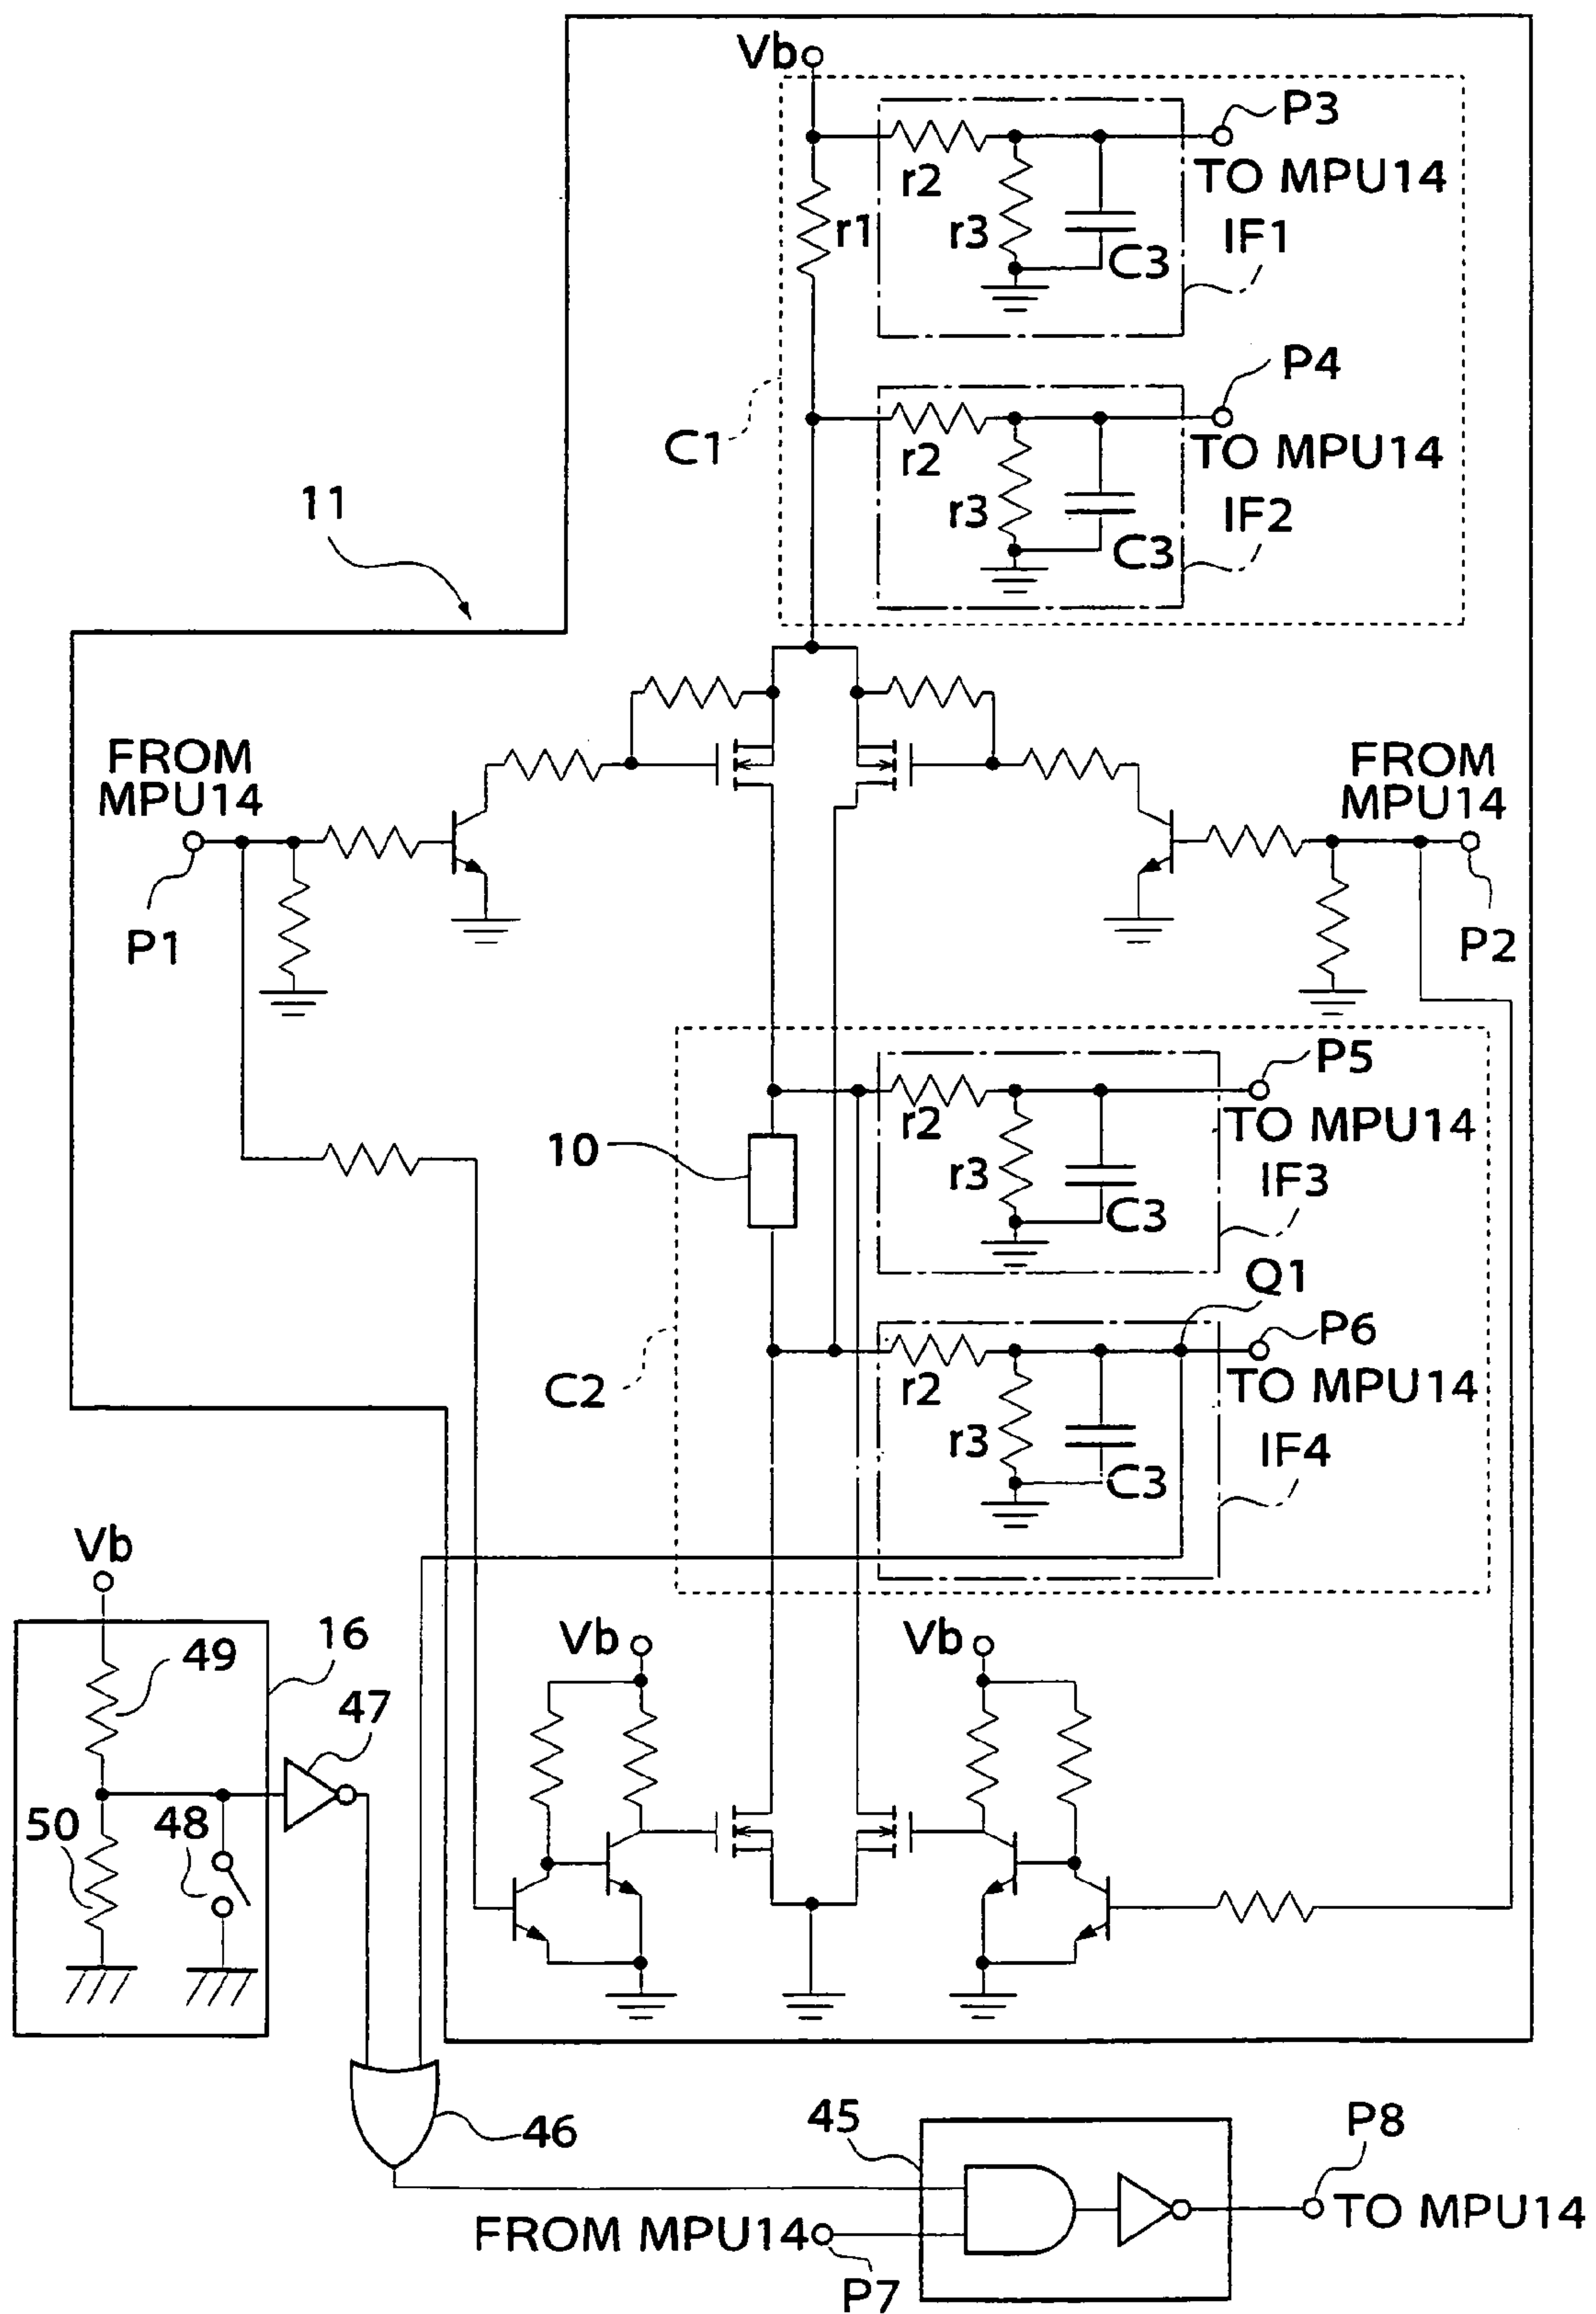 Vb
P3
TO MPU14
r2
r1
r3
C3
IF1
P4
C1
TO MPU14
r2
r3
C3
IF2
11
FROM
MPU14
P1
FROM
MPU14
P2
P5
TO MPU14
10
r2
r3
C3
IF3
Q1
P6
TO MPU14
C2
r2
r3
C3
IF4
Vb
16
49
47
50
48
Vb
Vb
46
45
P8
TO MPU14
FROM MPU14
P7